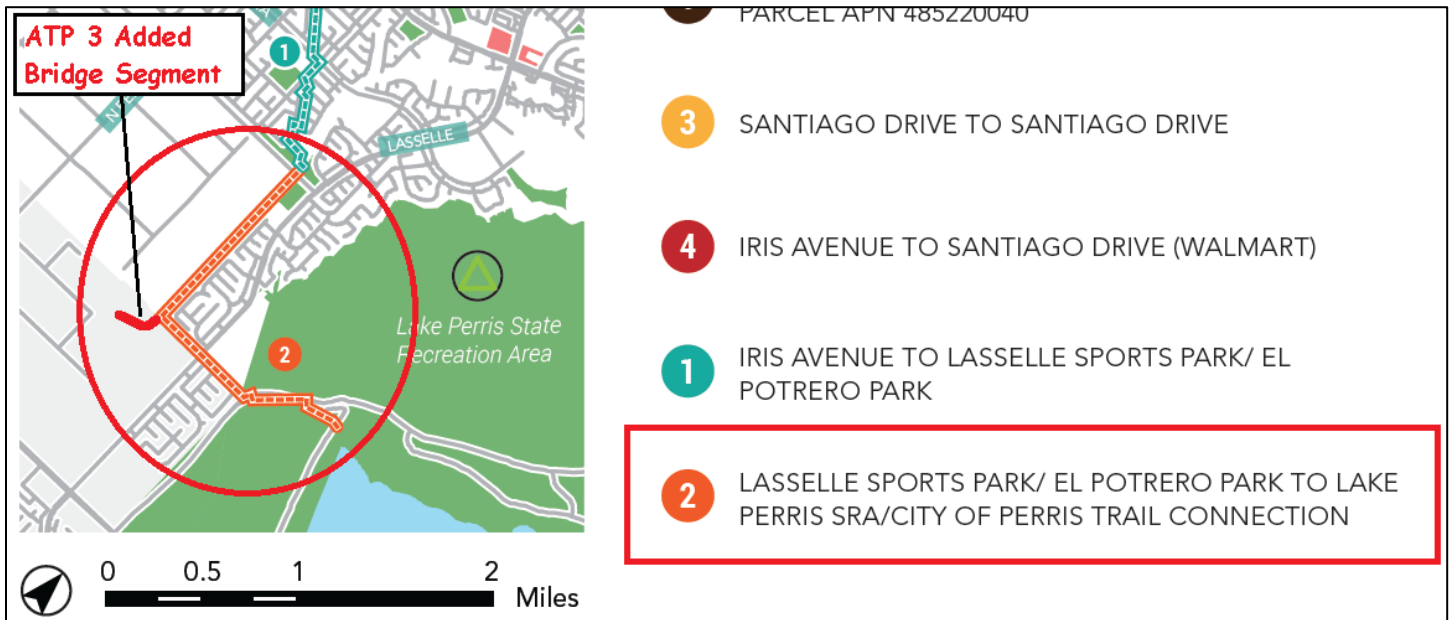 ATP 3 Added
Bridge Segment
1
LASSELLE
Lake Perris State
Recreation Area
2
0 0.5 1 2
Miles
PARCEL APN 485220040
3 SANTIAGO DRIVE TO SANTIAGO DRIVE
4 IRIS AVENUE TO SANTIAGO DRIVE (WALMART)
1 IRIS AVENUE TO LASSELLE SPORTS PARK/ EL
POTRERO PARK
2 LASSELLE SPORTS PARK/ EL POTRERO PARK TO LAKE
PERRIS SRA/CITY OF PERRIS TRAIL CONNECTION